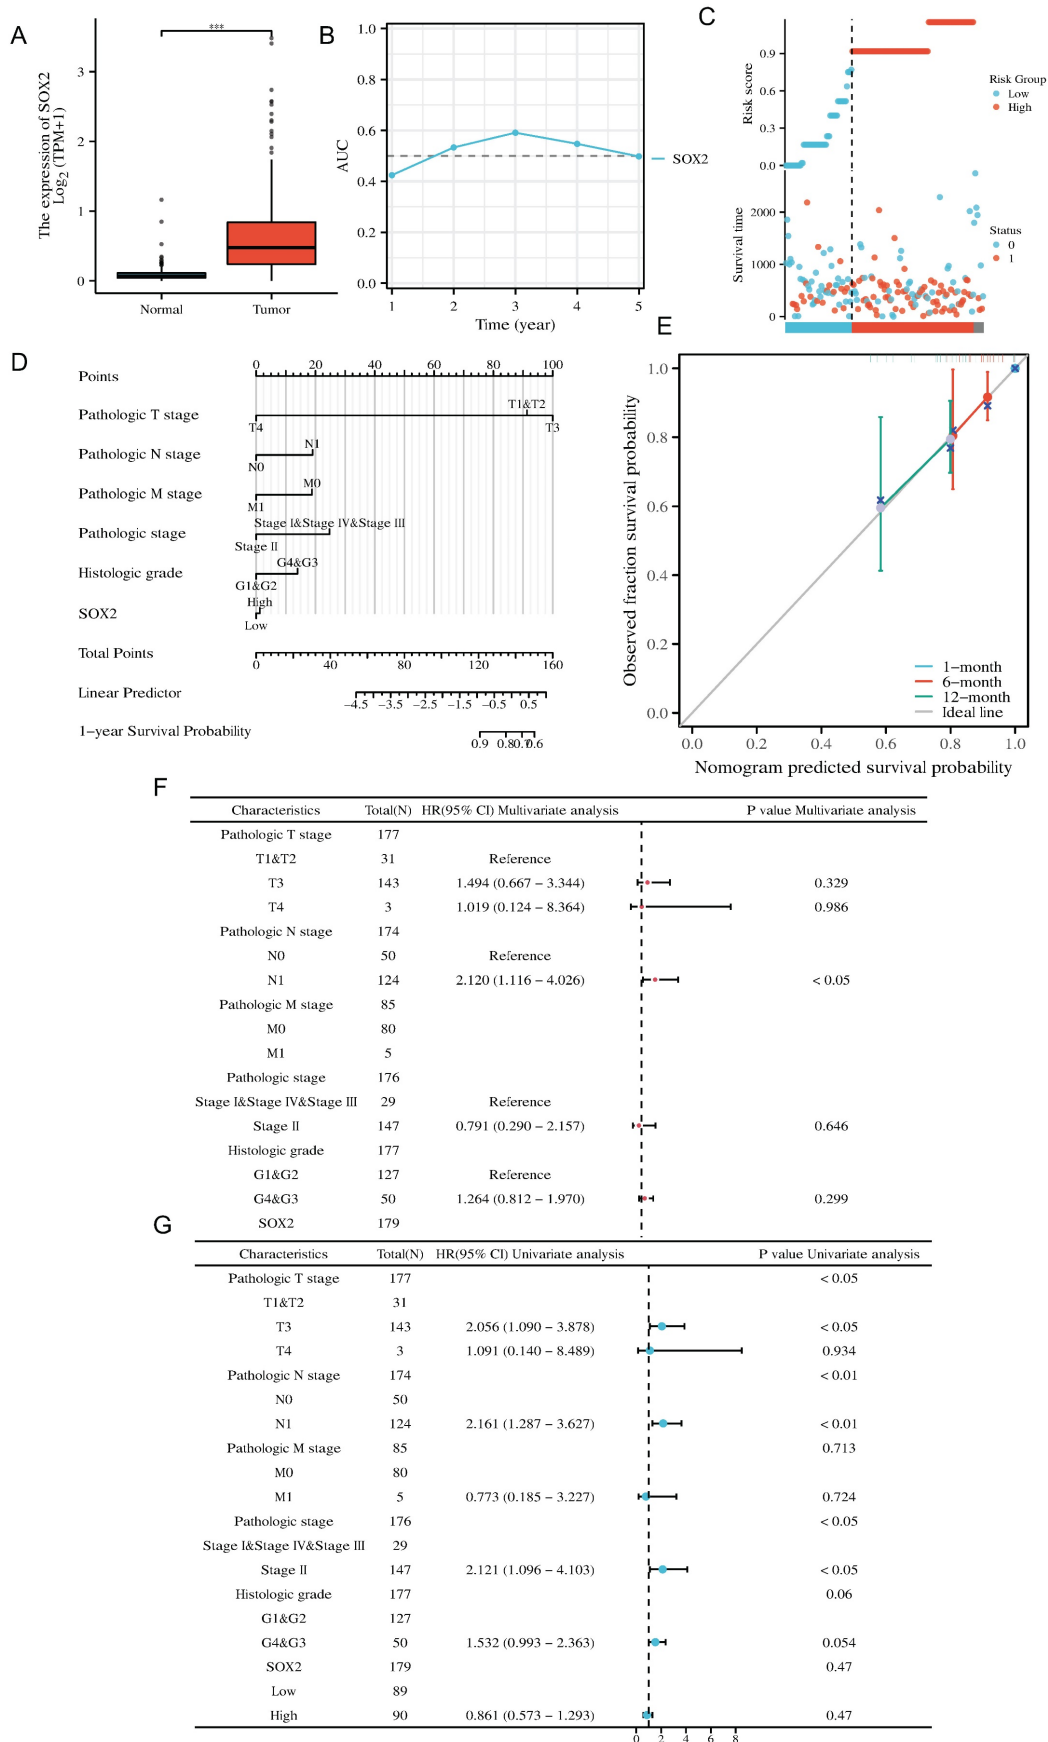 A
The expression of SOX2
Log2 (TPM+1)
***
3
2
1
0
Normal
Tumor
B
AUC
1.0
0.8
0.6
0.4
0.2
0.0
1
2
3
4
5
Time (year)
SOX2
C
Risk score
0.9
0.6
0.3
0.0
Risk Group
Low
High
Survival time
2000
1000
0
Status
0
1
D
Points
0 20 40 60 80 100
Pathologic T stage
T1&T2
T4 T3
Pathologic N stage
N1
N0
Pathologic M stage
M0
M1
Pathologic stage
Stage I&Stage IV&Stage III
Stage II
Histologic grade
G4&G3
G1&G2
SOX2
High
Low
Total Points
0 40 80 120 160
Linear Predictor
−4.5 −3.5 −2.5 −1.5 −0.5 0.5
1−year Survival Probability
0.9 0.80.70.6
E
Observed fraction survival probability
1.0
0.8
0.6
0.4
0.2
0.0
1−month
6−month
12−month
Ideal line
0.0 0.2 0.4 0.6 0.8 1.0
Nomogram predicted survival probability
F
Characteristics Total(N) HR(95% CI) Multivariate analysis P value Multivariate analysis
Pathologic T stage 177
T1&T2 31 Reference
T3 143 1.494 (0.667 − 3.344) 0.329
T4 3 1.019 (0.124 − 8.364) 0.986
Pathologic N stage 174
N0 50 Reference
N1 124 2.120 (1.116 − 4.026) < 0.05
Pathologic M stage 85
M0 80
M1 5
Pathologic stage 176
Stage I&Stage IV&Stage III 29 Reference
Stage II 147 0.791 (0.290 − 2.157) 0.646
Histologic grade 177
G1&G2 127 Reference
G4&G3 50 1.264 (0.812 − 1.970) 0.299
SOX2 179
G
Characteristics Total(N) HR(95% CI) Univariate analysis P value Univariate analysis
Pathologic T stage 177 < 0.05
T1&T2 31
T3 143 2.056 (1.090 − 3.878) < 0.05
T4 3 1.091 (0.140 − 8.489) 0.934
Pathologic N stage 174 < 0.01
N0 50
N1 124 2.161 (1.287 − 3.627) < 0.01
Pathologic M stage 85 0.713
M0 80
M1 5 0.773 (0.185 − 3.227) 0.724
Pathologic stage 176 < 0.05
Stage I&Stage IV&Stage III 29
Stage II 147 2.121 (1.096 − 4.103) < 0.05
Histologic grade 177 0.06
G1&G2 127
G4&G3 50 1.532 (0.993 − 2.363) 0.054
SOX2 179 0.47
Low 89
High 90 0.861 (0.573 − 1.293) 0.47
0 2 4 6 8